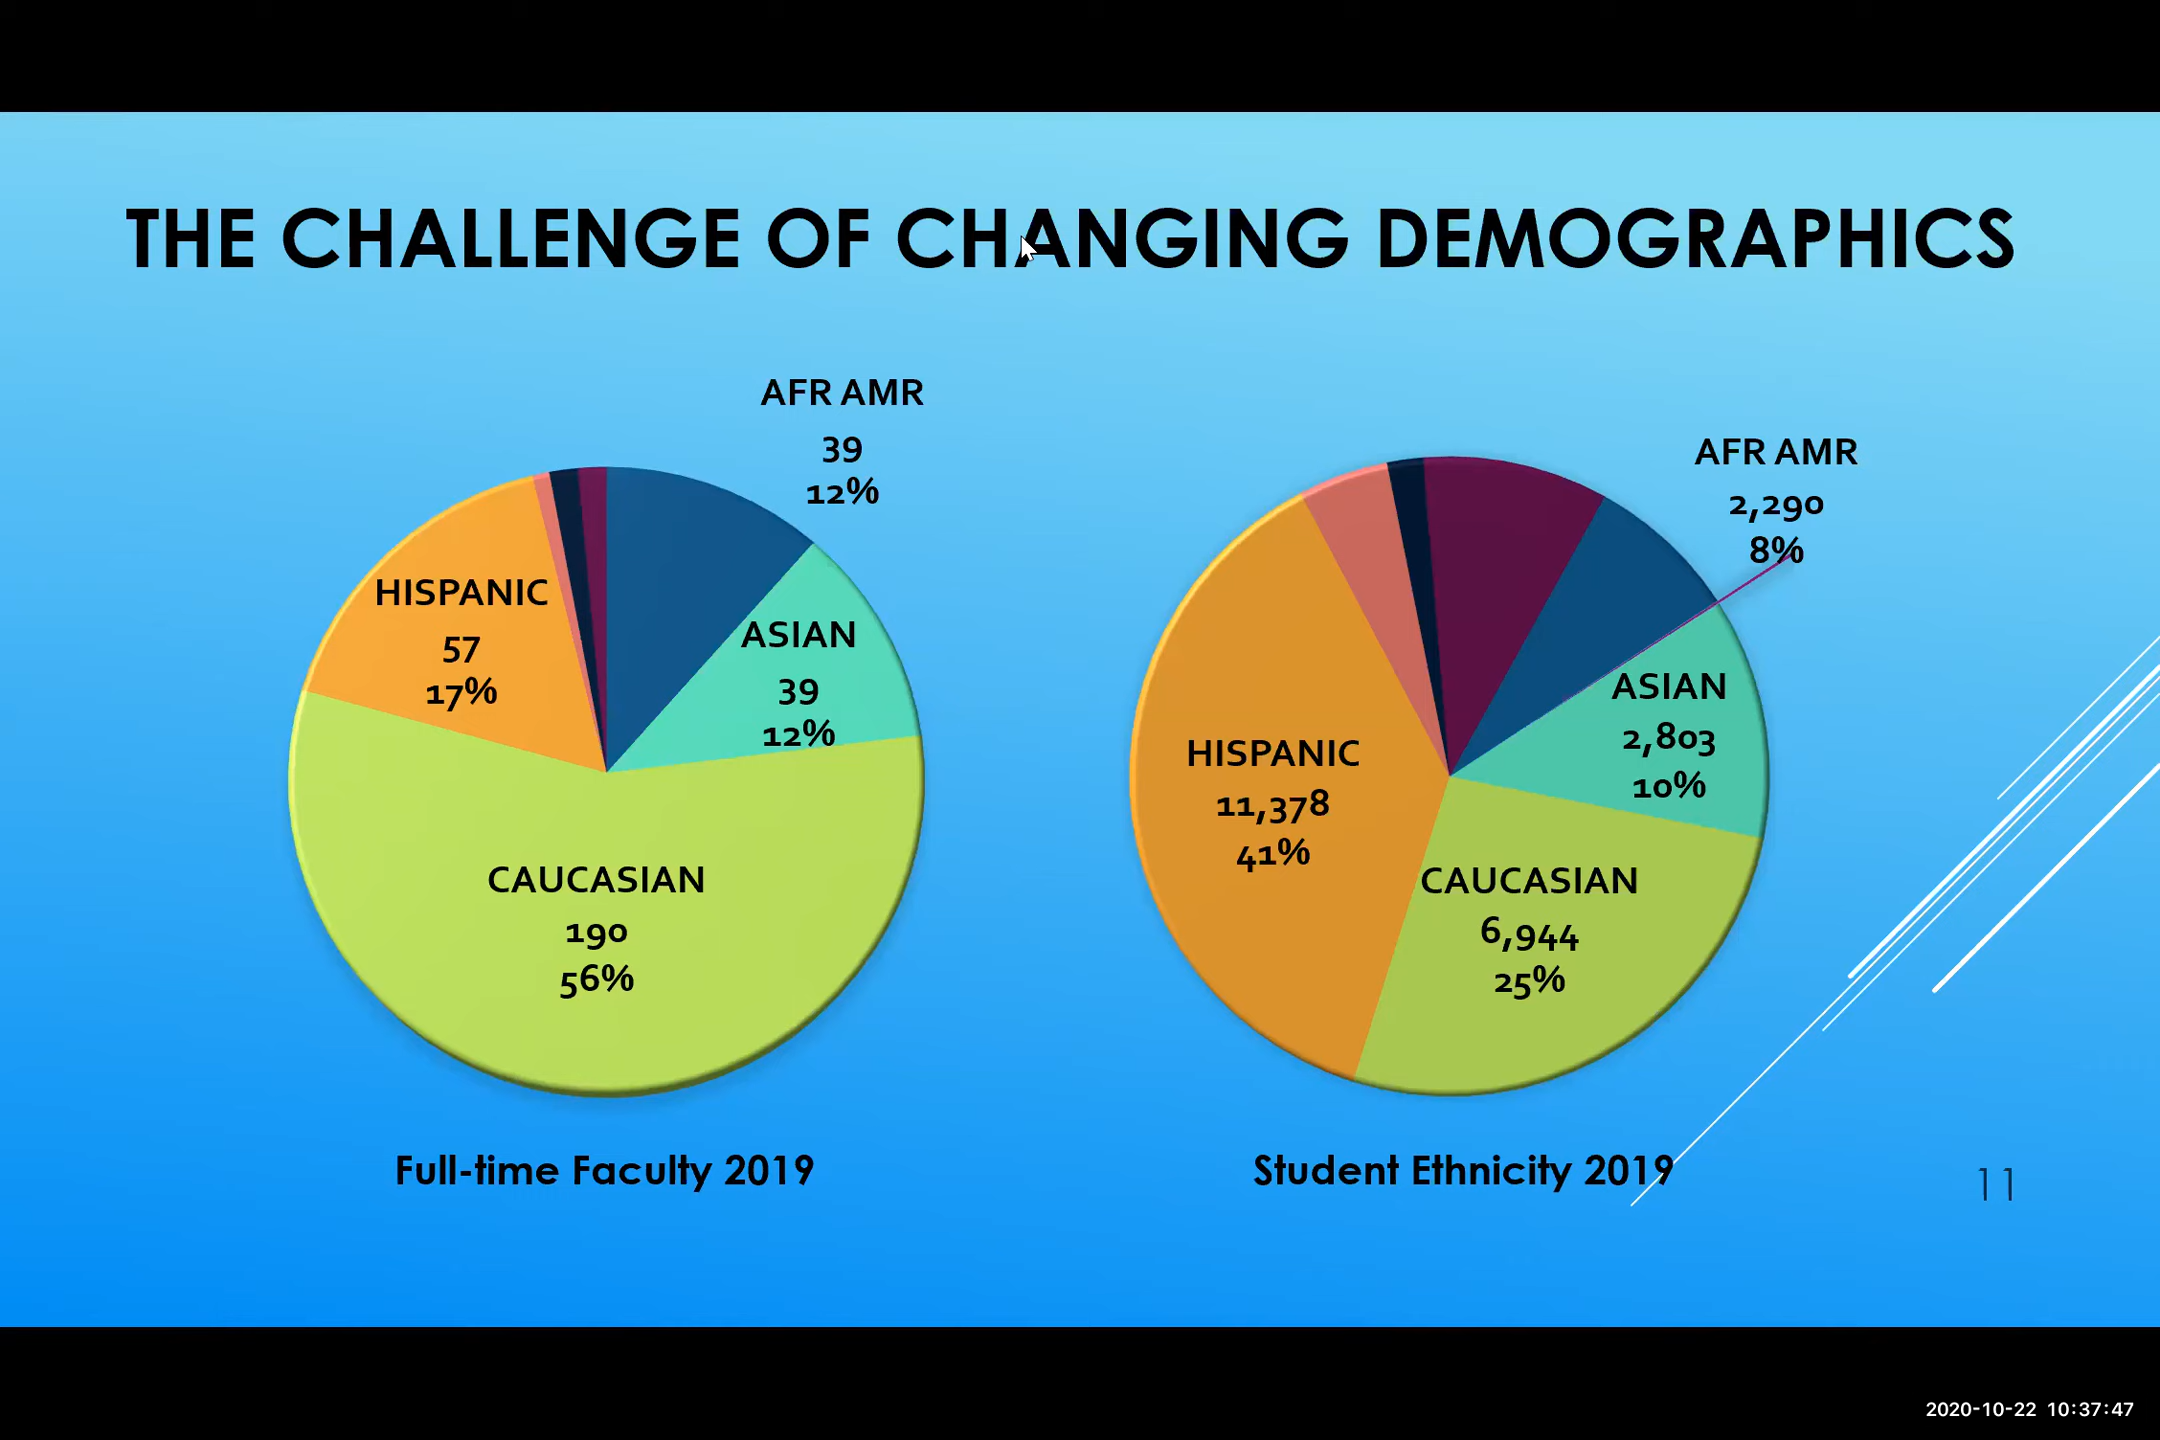 THE CHALLENGE OF CHANGING DEMOGRAPHICS
AFR AMR
39
12%
HISPANIC
57
17%
ASIAN
39
12%
CAUCASIAN
190
56%
Full-time Faculty 2019
AFR AMR
2,290
8%
ASIAN
2,803
10%
HISPANIC
11,378
41%
CAUCASIAN
6,944
25%
Student Ethnicity 2019
11
2020-10-22 10:37:47